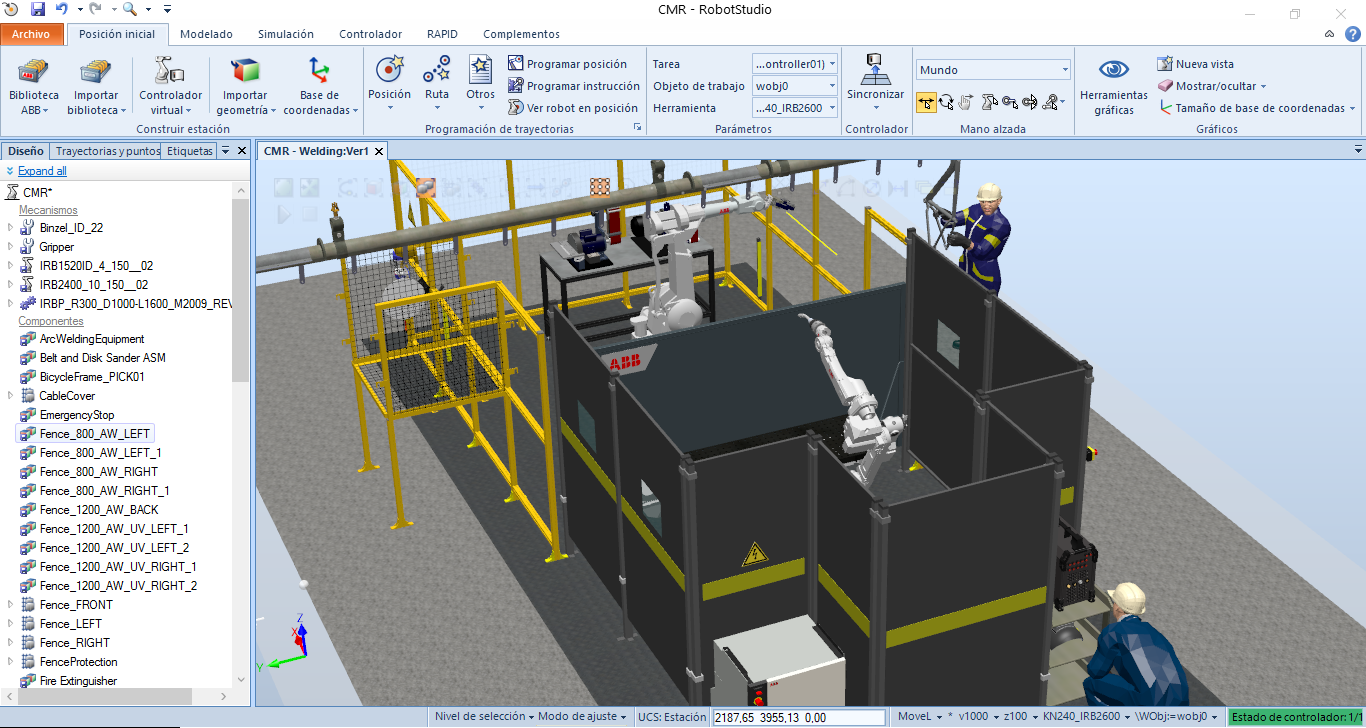 CMR - RobotStudio
Archivo
Posición inicial
Modelado
Simulación
Controlador
RAPID
Complementos
Biblioteca
ABB
Importar
biblioteca
Controlador
virtual
Importar
geometría
Base de
coordenadas
Construir estación
Posición
Ruta
Otros
Programar posición
Programar instrucción
Ver robot en posición
Programación de trayectorias
Tarea
...ontroller01)
Objeto de trabajo
wobj0
Herramienta
...40_IRB2600
Parámetros
Sincronizar
Controlador
Mundo
Mano alzada
Herramientas
gráficas
Nueva vista
Mostrar/ocultar
Tamaño de base de coordenadas
Gráficos
Diseño
Trayectorias y puntos
Etiquetas
CMR - Welding:Ver1
Expand all
CMR*
Mecanismos
Binzel_ID_22
Gripper
IRB1520ID_4_150__02
IRB2400_10_150__02
IRBP_R300_D1000-L1600_M2009_REV
Componentes
ArcWeldingEquipment
Belt and Disk Sander ASM
BicycleFrame_PICK01
CableCover
EmergencyStop
Fence_800_AW_LEFT
Fence_800_AW_LEFT_1
Fence_800_AW_RIGHT
Fence_800_AW_RIGHT_1
Fence_1200_AW_BACK
Fence_1200_AW_UV_LEFT_1
Fence_1200_AW_UV_LEFT_2
Fence_1200_AW_UV_RIGHT_1
Fence_1200_AW_UV_RIGHT_2
Fence_FRONT
Fence_LEFT
Fence_RIGHT
FenceProtection
Fire Extinguisher
ABB
ABB
ABB
Z
X
Y
Nivel de selección
Modo de ajuste
UCS: Estación
2187,65 3955,13 0,00
MoveL
* v1000
z100
KN240_IRB2600
\WObj:=wobj0
Estado de controlador: 1/1